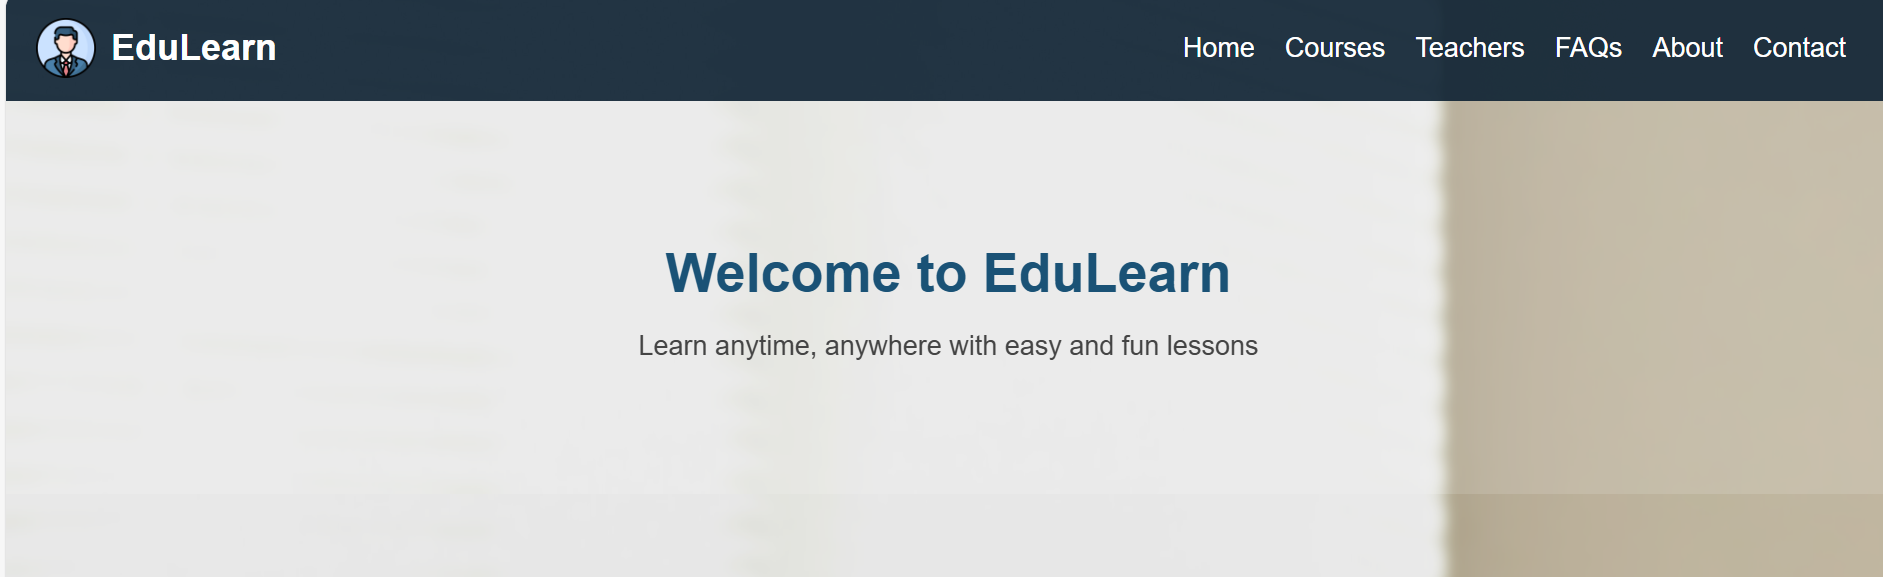 EduLearn
Home Courses Teachers FAQs About Contact
Welcome to EduLearn
Learn anytime, anywhere with easy and fun lessons